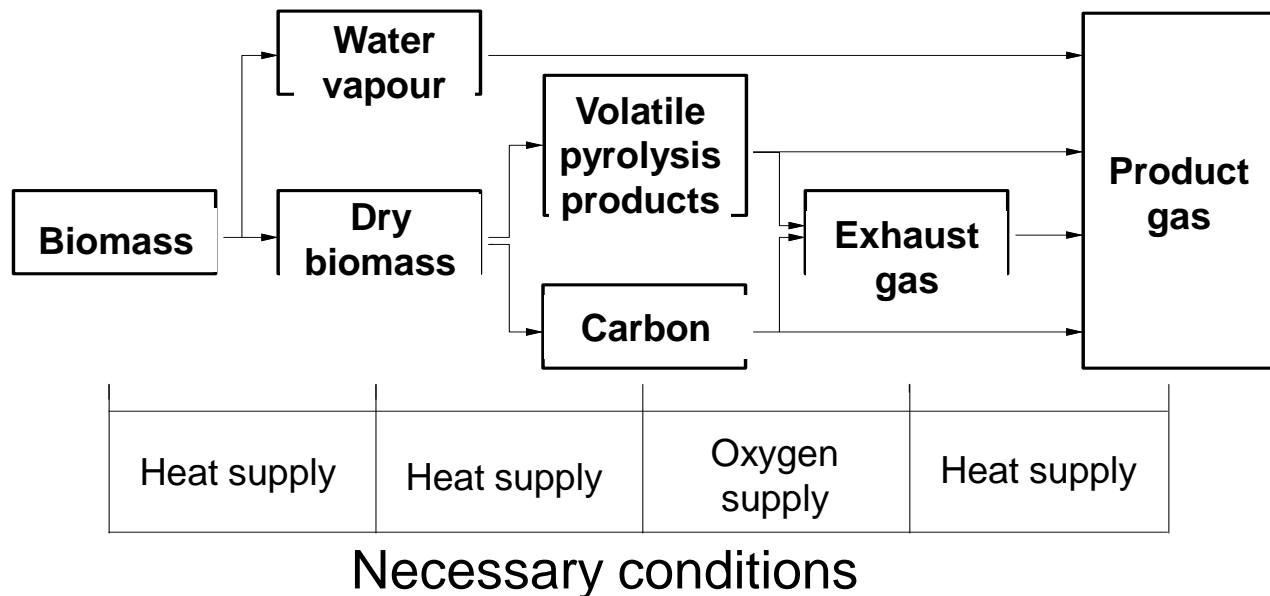 Water
vapour
Volatile
pyrolysis
products
Product
gas
Biomass
Dry
biomass
Exhaust
gas
Carbon
Heat supply
Heat supply
Oxygen
supply
Heat supply
Necessary conditions